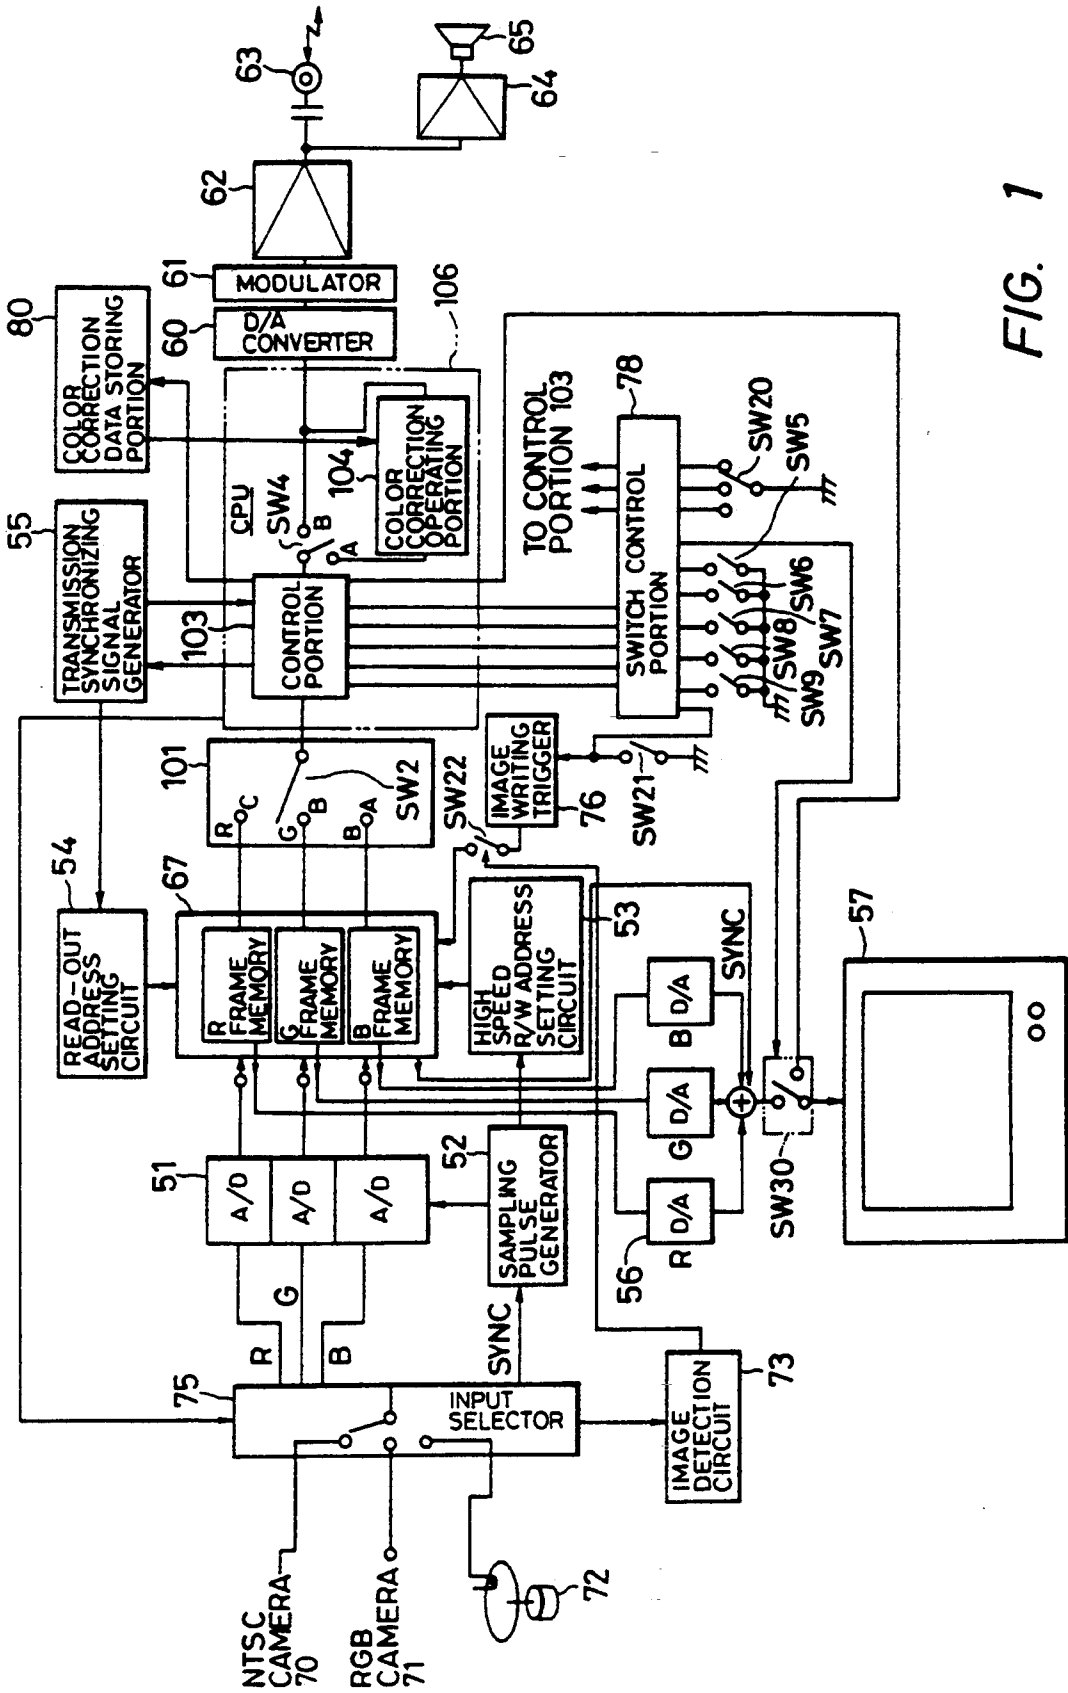 NTSC
CAMERA
70
RGB
CAMERA
71
72
75
INPUT
SELECTOR
R
G
B
SYNC
IMAGE
DETECTION
CIRCUIT
73
51
A/D
A/D
A/D
52
SAMPLING
PULSE
GENERATOR
54
READ-OUT
ADDRESS
SETTING
CIRCUIT
67
R
FRAME
MEMORY
G
FRAME
MEMORY
B
FRAME
MEMORY
HIGH
SPEED
R/W ADDRESS
SETTING
CIRCUIT
53
56
R
D/A
G
D/A
B
D/A
SYNC
SW30
57
101
R
C
G
B
B
A
SW2
SW22
IMAGE
WRITING
TRIGGER
76
SW21
55
TRANSMISSION
SYNCHRONIZING
SIGNAL
GENERATOR
103
CONTROL
PORTION
CPU
SW4
B
A
104
COLOR
CORRECTION
OPERATING
PORTION
106
80
COLOR
CORRECTION
DATA STORING
PORTION
TO CONTROL
PORTION 103
78
SWITCH CONTROL
PORTION
SW9
SW8
SW7
SW6
SW5
SW20
60
D/A
CONVERTER
61
MODULATOR
62
63
64
65
FIG. 1